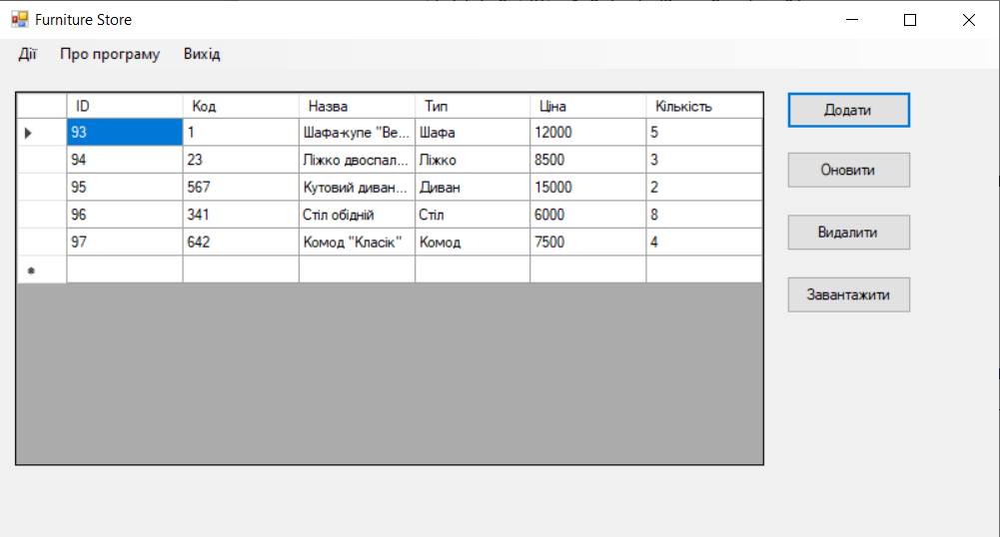 Furniture Store
Дії Про програму Вихід
ID Код Назва Тип Ціна Кількість
93 1 Шафа-купе "Ве... Шафа 12000 5
94 23 Ліжко двоспал... Ліжко 8500 3
95 567 Кутовий диван... Диван 15000 2
96 341 Стіл обідній Стіл 6000 8
97 642 Комод "Класік" Комод 7500 4
Додати
Оновити
Видалити
Завантажити